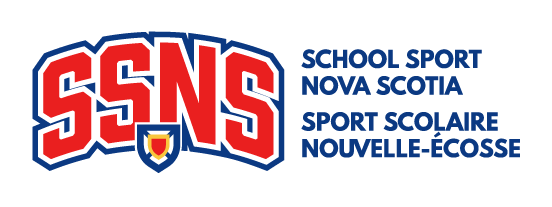 SSNS
SCHOOL SPORT
NOVA SCOTIA
SPORT SCOLAIRE
NOUVELLE-ÉCOSSE